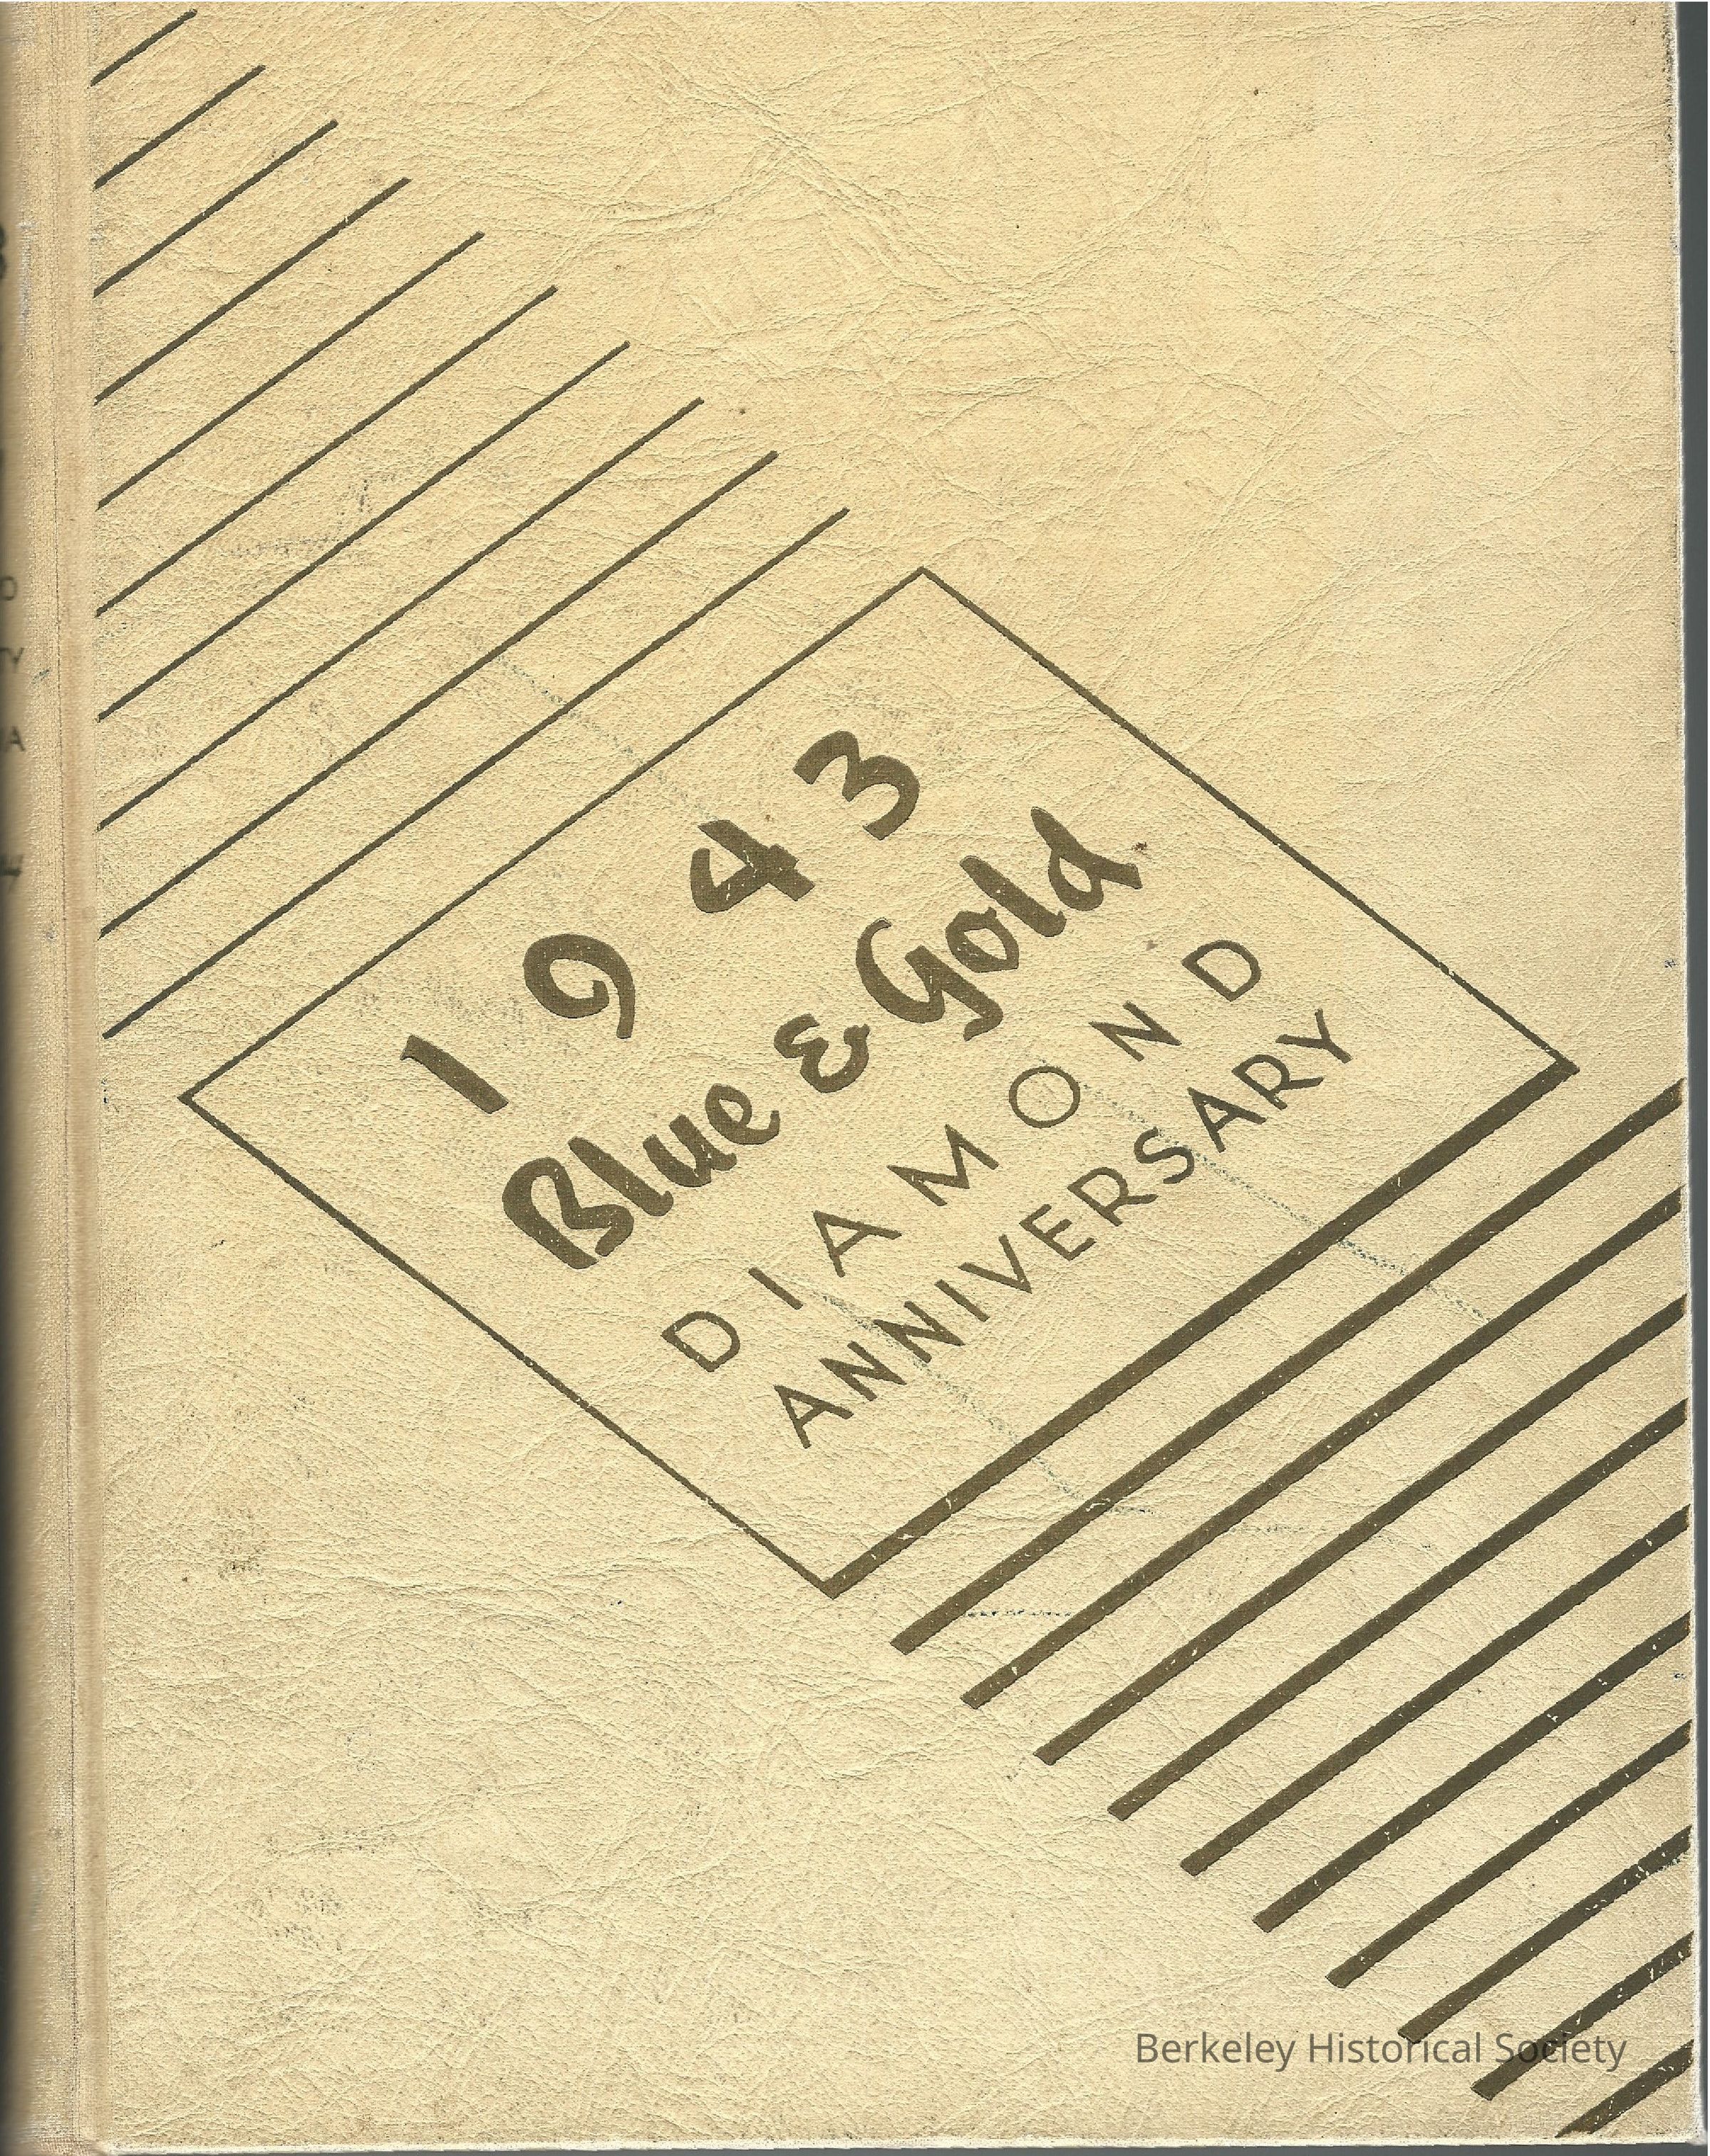 1943
Blue & Gold
DIAMOND
ANNIVERSARY
Berkeley Historical Society